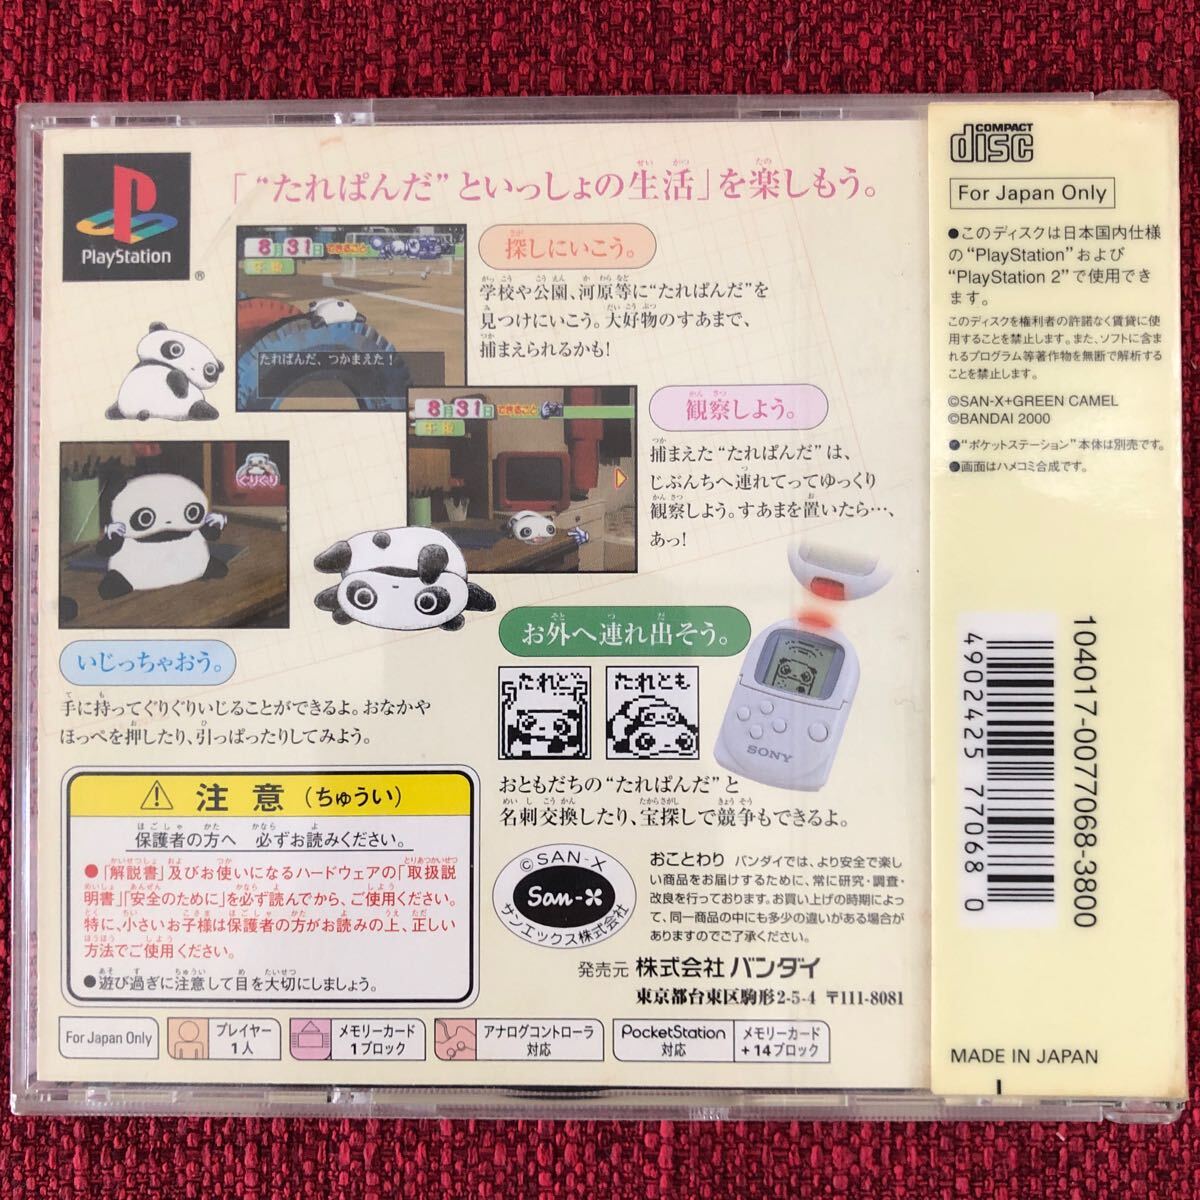 PlayStation
®
「“たれぱんだ”といっしょの生活」を楽しもう。
8月31日 できること
午後
たれぱんだ、つかまえた！
探しにいこう。
学校や公園、河原等に“たれぱんだ”を
見つけにいこう。大好物のすあまで、
捕まえられるかも!
8月31日 できること
午後
観察しよう。
捕まえた“たれぱんだ”は、
じぶんちへ連れてってゆっくり
観察しよう。すあまを置いたら…、
あっ!
ぐりぐり
いじっちゃおう。
手に持ってぐりぐりいじることができるよ。おなかや
ほっぺを押したり、引っぱったりしてみよう。
お外へ連れ出そう。
たれとも
SONY
おともだちの“たれぱんだ”と
名刺交換したり、宝探しで競争もできるよ。
注意（ちゅうい）
保護者の方へ 必ずお読みください。
●「解説書」及びお使いになるハードウェアの「取扱説
明書」「安全のために」を必ず読んでから、ご使用ください。
特に、小さいお子様は保護者の方がお読みの上、正しい
方法でご使用ください。
●遊び過ぎに注意して目を大切にしましょう。
©SAN-X
San-X
サンエックス株式会社
おことわり バンダイでは、より安全で楽し
い商品をお届けするために、常に研究・調査・
改良を行っております。お買い上げの時期によっ
て、同一商品の中にも多少の違いがある場合が
ありますのでご了承ください。
発売元 株式会社バンダイ
東京都台東区駒形2-5-4 〒111-8081
For Japan Only
プレイヤー
1人
メモリーカード
1ブロック
アナログコントローラ
対応
PocketStation
対応
メモリーカード
+14ブロック
COMPACT
disc
For Japan Only
●このディスクは日本国内仕様
の“PlayStation”および
“PlayStation 2”で使用でき
ます。
このディスクを権利者の許諾なく賃貸に使
用することを禁止します。また、ソフトに含ま
れるプログラム等著作物を無断で解析する
ことを禁止します。
©SAN-X+GREEN CAMEL
©BANDAI 2000
●“ポケットステーション”本体は別売です。
●画面はハメコミ合成です。
104017-0077068-3800
4902425 77068 0
MADE IN JAPAN